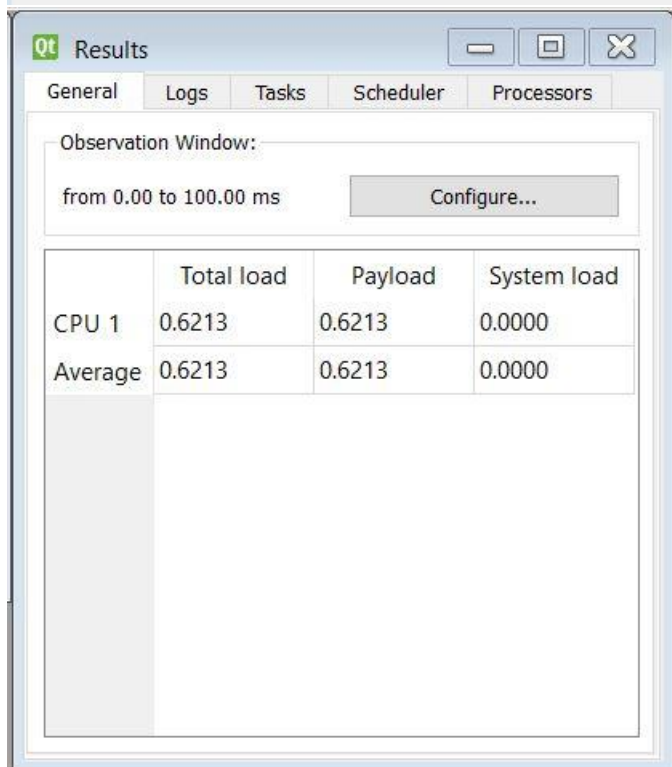 Qt Results
General Logs Tasks Scheduler Processors
Observation Window:
from 0.00 to 100.00 ms Configure...
Total load Payload System load
CPU 1 0.6213 0.6213 0.0000
Average 0.6213 0.6213 0.0000